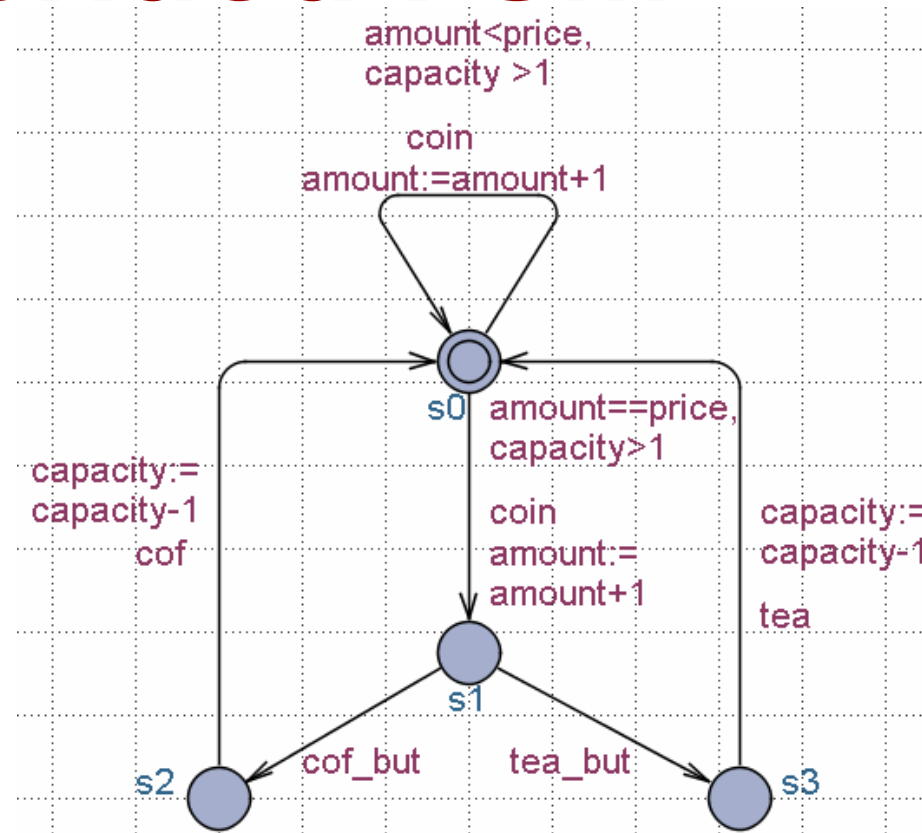 amount<price,
capacity >1
coin
amount:=amount+1
s0
amount==price,
capacity>1
capacity:=
capacity-1
cof
coin
amount:=
amount+1
capacity:=
capacity-1
tea
s1
cof_but
tea_but
s2
s3